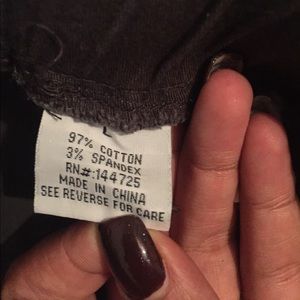 L
97% COTTON
3% SPANDEX
RN#:144725
MADE IN CHINA
SEE REVERSE FOR CARE